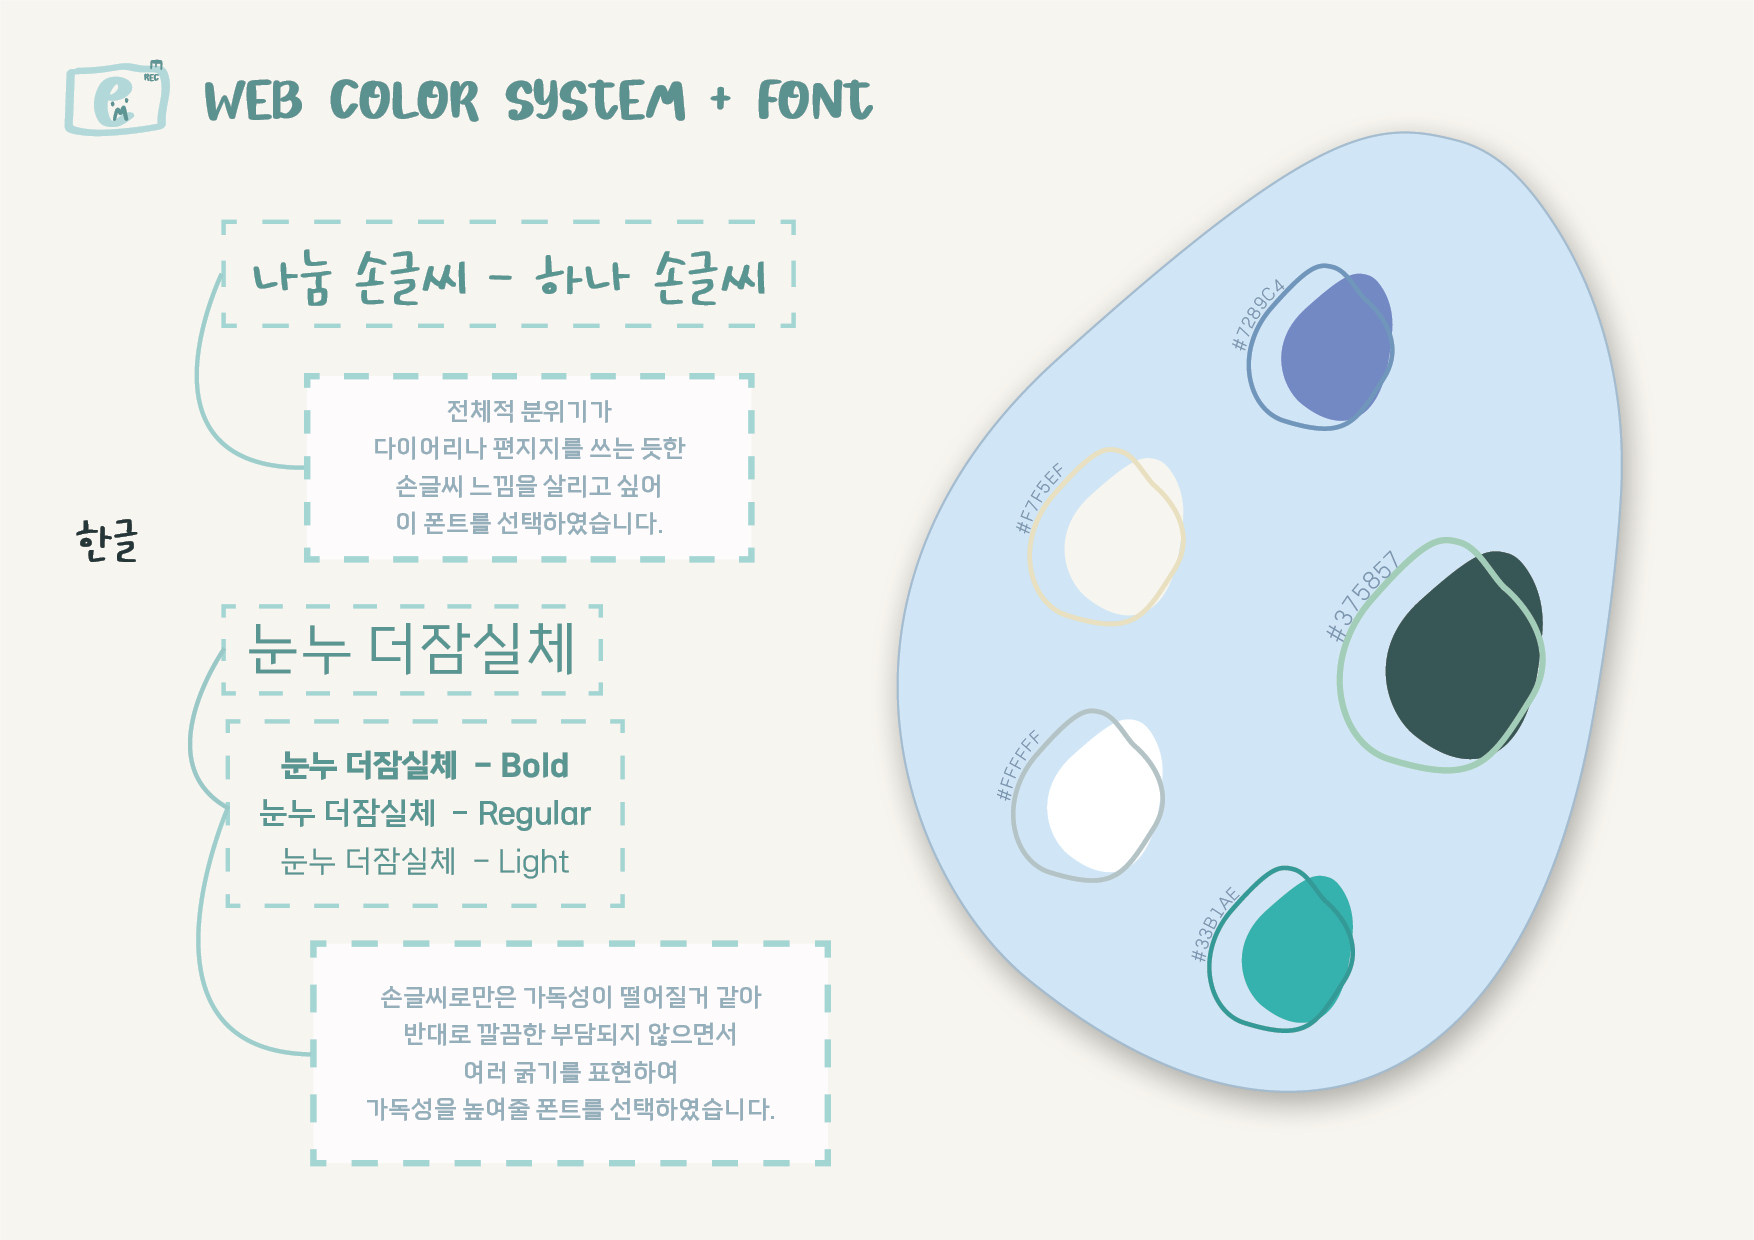 e
M
REC
WEB COLOR SYSTEM + FONT
나눔 손글씨 - 하나 손글씨
전체적 분위기가
다이어리나 편지지를 쓰는 듯한
손글씨 느낌을 살리고 싶어
이 폰트를 선택하였습니다.
한글
눈누 더잠실체
눈누 더잠실체 - Bold
눈누 더잠실체 - Regular
눈누 더잠실체 - Light
손글씨로만은 가독성이 떨어질거 같아
반대로 깔끔한 부담되지 않으면서
여러 굵기를 표현하여
가독성을 높여줄 폰트를 선택하였습니다.
#7289C4
#F7F5EF
#375857
#FFFFFF
#33B1AE